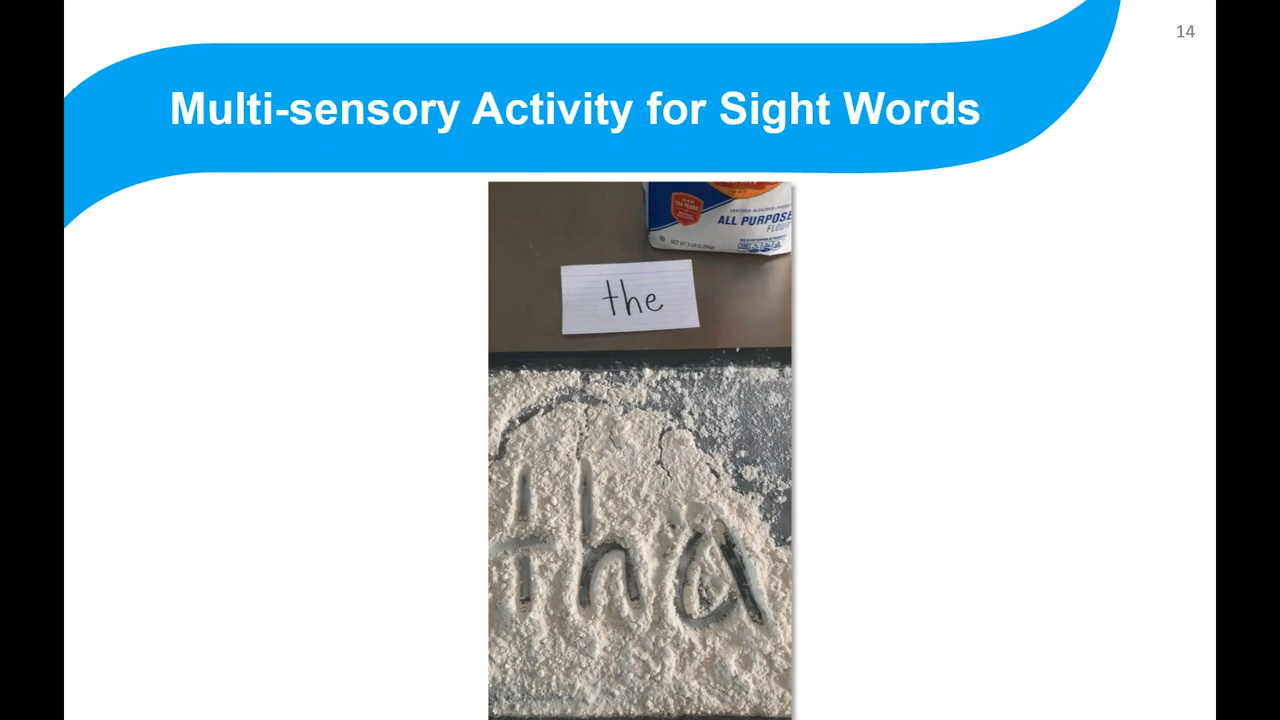 14
Multi-sensory Activity for Sight Words
ALL PURPOSE
FLOUR
the
tha